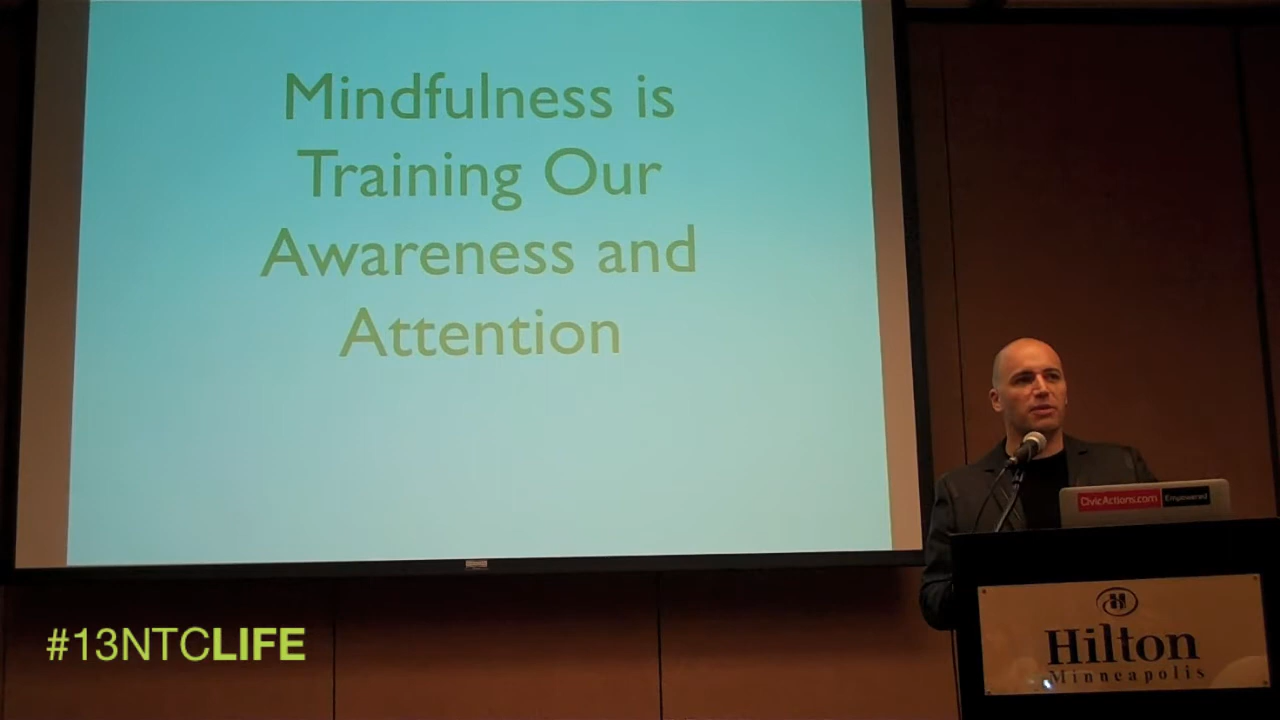 Mindfulness is
Training Our
Awareness and
Attention
CivicActions.com Empowered
#13NTCLIFE
Hilton
Minneapolis